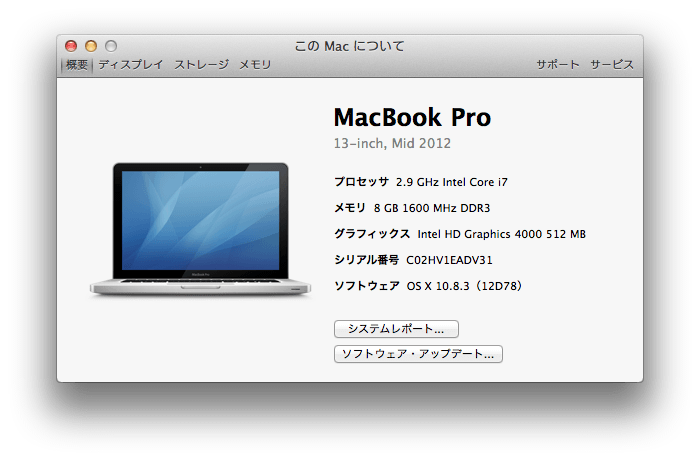 この Mac について
概要 ディスプレイ ストレージ メモリ サポート サービス
MacBook Pro
13-inch, Mid 2012
プロセッサ 2.9 GHz Intel Core i7
メモリ 8 GB 1600 MHz DDR3
グラフィックス Intel HD Graphics 4000 512 MB
シリアル番号 C02HV1EADV31
ソフトウェア OS X 10.8.3（12D78）
システムレポート...
ソフトウェア・アップデート...